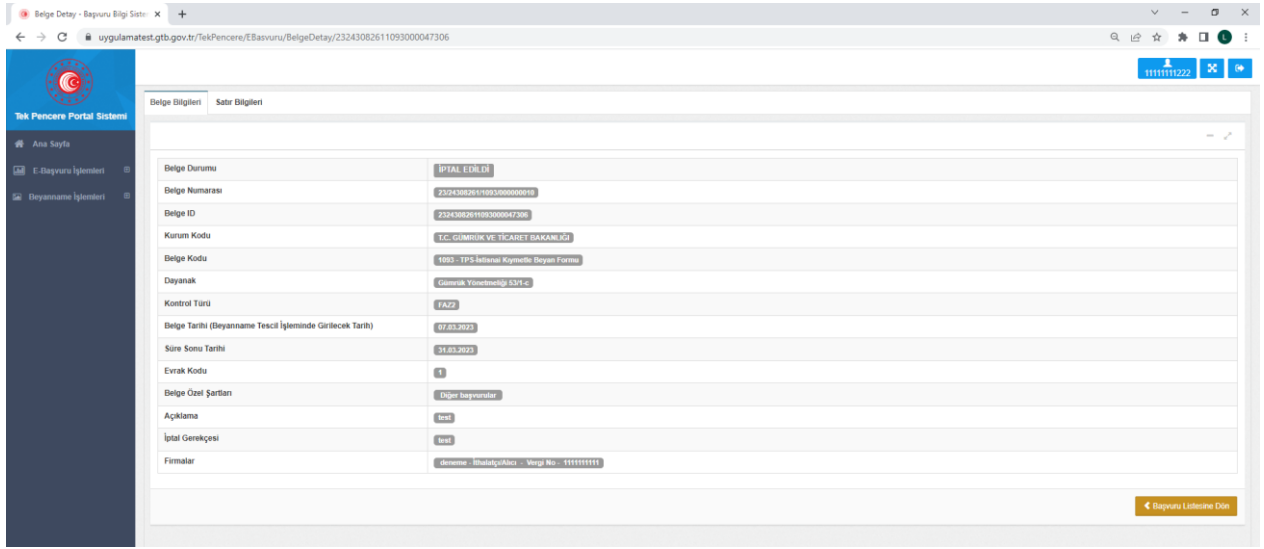 Belge Detay - Başvuru Bilgi Siste
uygulamatest.gtb.gov.tr/TekPencere/EBasvuru/BelgeDetay/23243082611093000047306
L
11111111222
Tek Pencere Portal Sistemi
Ana Sayfa
E-Başvuru İşlemleri
Beyanname İşlemleri
Belge Bilgileri Satır Bilgileri
Belge Durumu İPTAL EDİLDİ
Belge Numarası 23/24308261/1093/000000010
Belge ID 23243082611093000047306
Kurum Kodu T.C. GÜMRÜK VE TİCARET BAKANLIĞI
Belge Kodu 1093 - TPS-İstisnai Kıymetle Beyan Formu
Dayanak Gümrük Yönetmeliği 53/1-c
Kontrol Türü FAZ2
Belge Tarihi (Beyanname Tescil İşleminde Girilecek Tarih) 07.03.2023
Süre Sonu Tarihi 31.03.2023
Evrak Kodu 1
Belge Özel Şartları Diğer başvurular
Açıklama test
İptal Gerekçesi test
Firmalar deneme - İthalatçı/Alıcı - Vergi No - 1111111111
Başvuru Listesine Dön